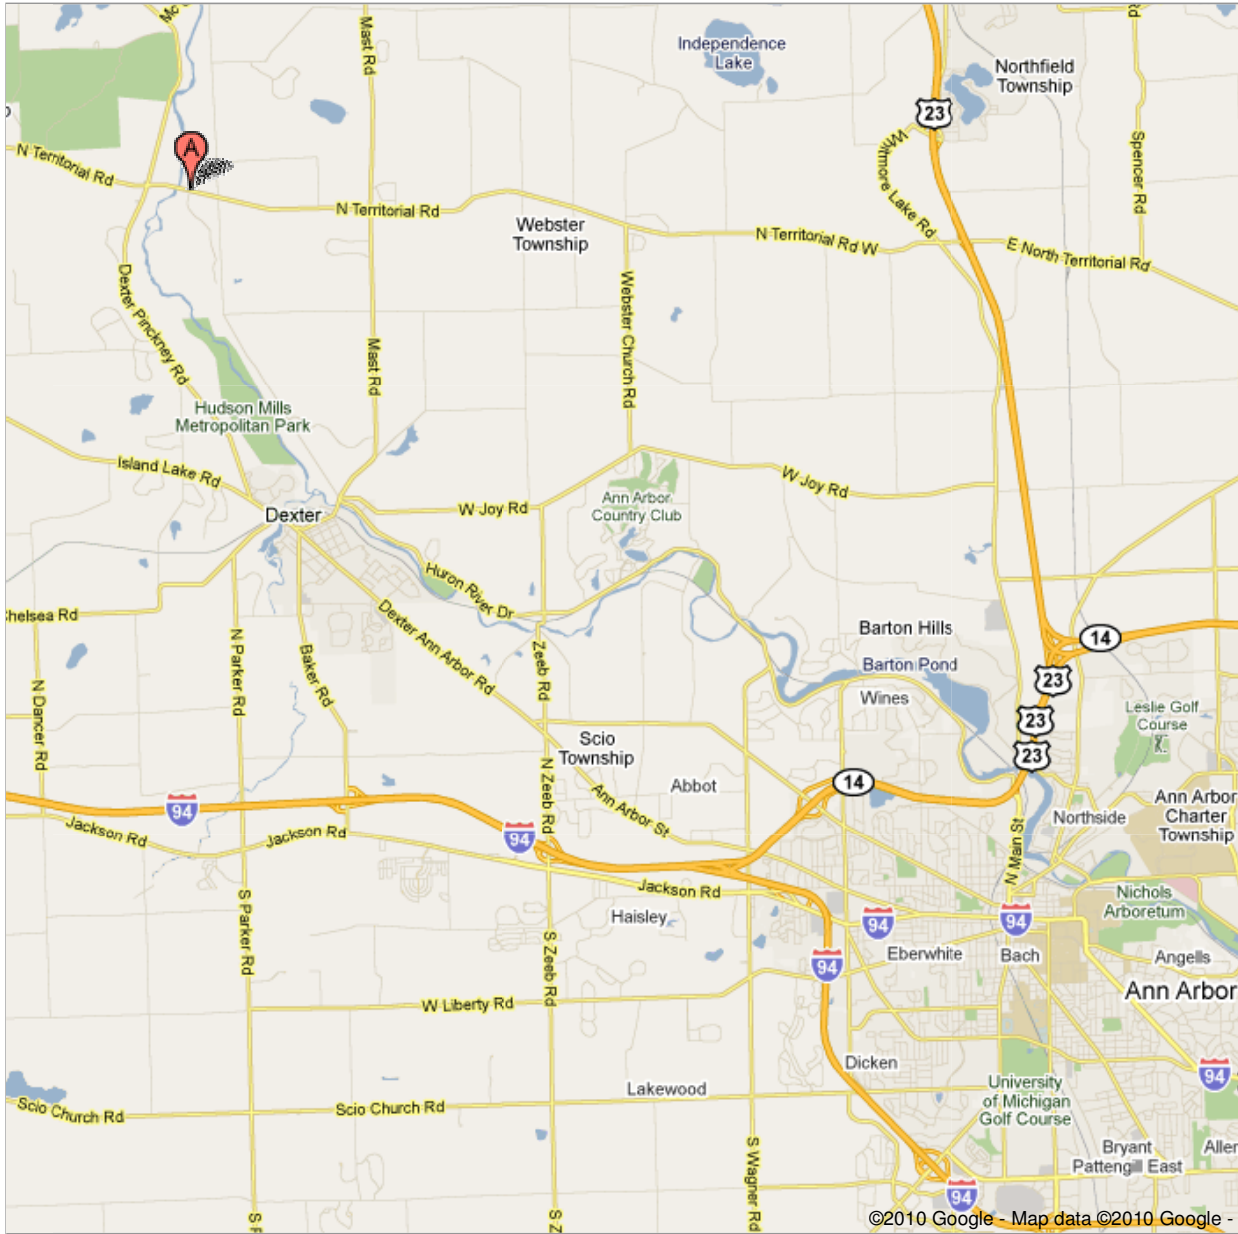 Mc
Mast Rd
Independence
Lake
Northfield
Township
Rd
23
A
N Territorial Rd
Whitmore Lake Rd
Spencer Rd
N Territorial Rd
Webster
Township
N Territorial Rd W
E North Territorial Rd
Dexter Pinckney Rd
Webster Church Rd
Mast Rd
Hudson Mills
Metropolitan Park
Island Lake Rd
W Joy Rd
Ann Arbor
Country Club
W Joy Rd
Dexter
Huron River Dr
Dexter Ann Arbor Rd
helsea Rd
N Parker Rd
Baker Rd
Zeeb Rd
Barton Hills
14
Barton Pond
23
Wines
N Dancer Rd
Leslie Golf
Course
23
Scio
Township
23
N Zeeb Rd
Abbot
14
Ann Arbor St
Ann Arbor
Charter
Township
94
Jackson Rd
Jackson Rd
94
Northside
N Main St
Jackson Rd
Nichols
Arboretum
S Parker Rd
Haisley
94
94
S Zeeb Rd
94
Eberwhite
Bach
Angells
W Liberty Rd
Ann Arbor
Dicken
94
Lakewood
University
of Michigan
Golf Course
Scio Church Rd
Scio Church Rd
S Wagner Rd
Bryant
Pattengill East
Aller
94
S P
S Z
©2010 Google - Map data ©2010 Google -